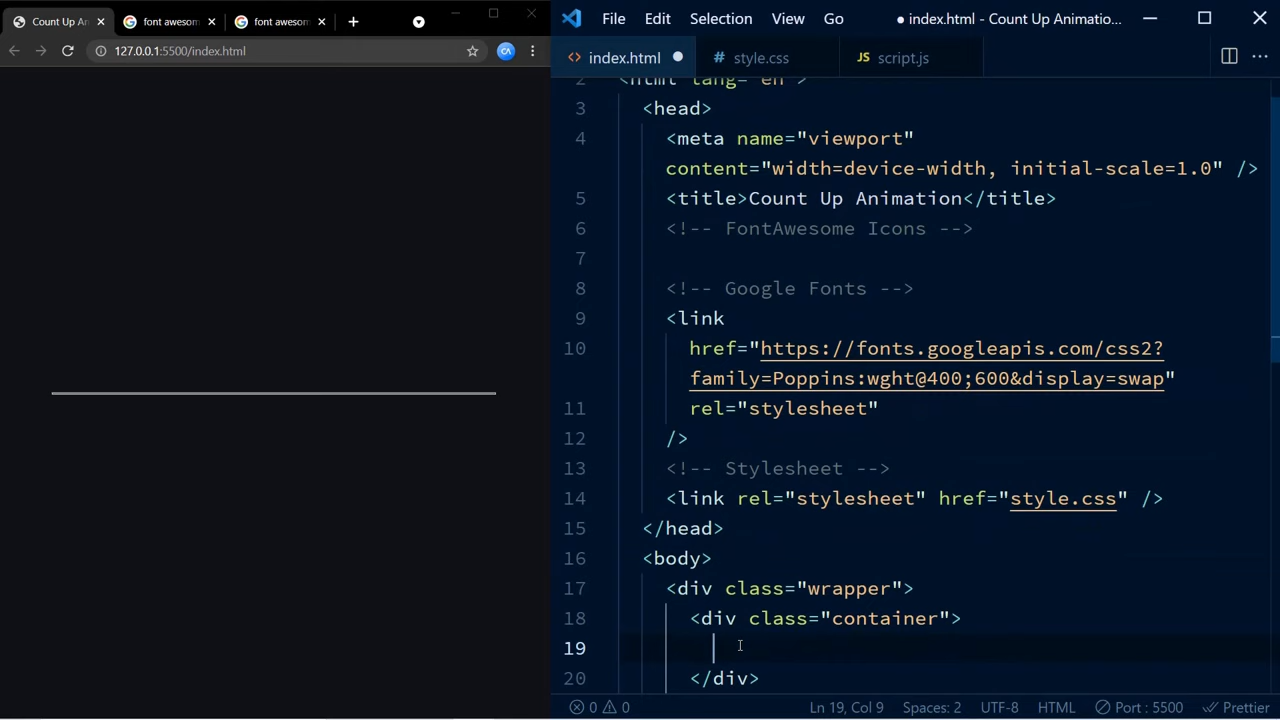 Count Up An
font awesom
font awesom
127.0.0.1:5500/index.html
File Edit Selection View Go
● index.html - Count Up Animatio...
<> index.html
# style.css
JS script.js
2 <html lang="en">
3 <head>
4 <meta name="viewport"
content="width=device-width, initial-scale=1.0" />
5 <title>Count Up Animation</title>
6 <!-- FontAwesome Icons -->
7
8 <!-- Google Fonts -->
9 <link
10 href="https://fonts.googleapis.com/css2?
family=Poppins:wght@400;600&display=swap"
11 rel="stylesheet"
12 />
13 <!-- Stylesheet -->
14 <link rel="stylesheet" href="style.css" />
15 </head>
16 <body>
17 <div class="wrapper">
18 <div class="container">
19
20 </div>
0 0 Ln 19, Col 9 Spaces: 2 UTF-8 HTML Port : 5500 Prettier